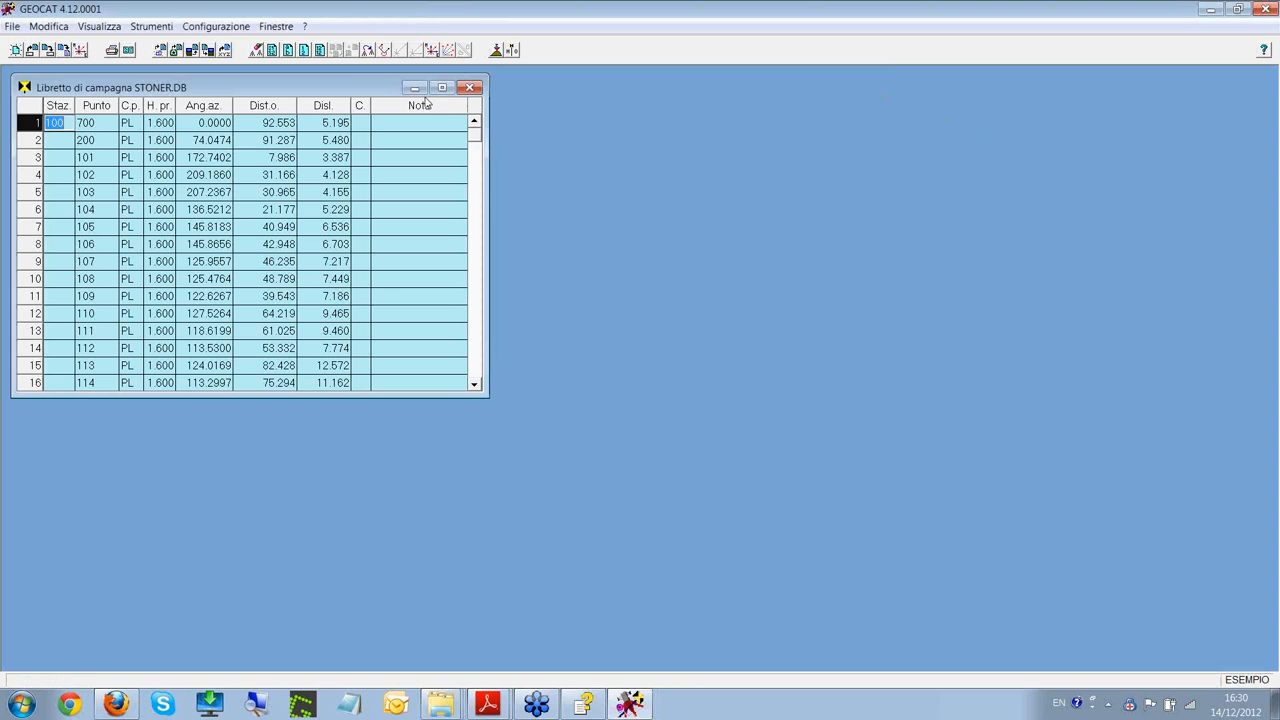 GEOCAT 4.12.0001
File Modifica Visualizza Strumenti Configurazione Finestre ?
Libretto di campagna STONER.DB
Staz. Punto C.p. H. pr. Ang.az. Dist.o. Disl. C. Nota
1 100 700 PL 1.600 0.0000 92.553 5.195
2 200 PL 1.600 74.0474 91.287 5.480
3 101 PL 1.600 172.7402 7.986 3.387
4 102 PL 1.600 209.1860 31.166 4.128
5 103 PL 1.600 207.2367 30.965 4.155
6 104 PL 1.600 136.5212 21.177 5.229
7 105 PL 1.600 145.8183 40.949 6.536
8 106 PL 1.600 145.8656 42.948 6.703
9 107 PL 1.600 125.9557 46.235 7.217
10 108 PL 1.600 125.4764 48.789 7.449
11 109 PL 1.600 122.6267 39.543 7.186
12 110 PL 1.600 127.5264 64.219 9.465
13 111 PL 1.600 118.6199 61.025 9.460
14 112 PL 1.600 113.5300 53.332 7.774
15 113 PL 1.600 124.0169 82.428 12.572
16 114 PL 1.600 113.2997 75.294 11.162
ESEMPIO
EN 16:30
14/12/2012